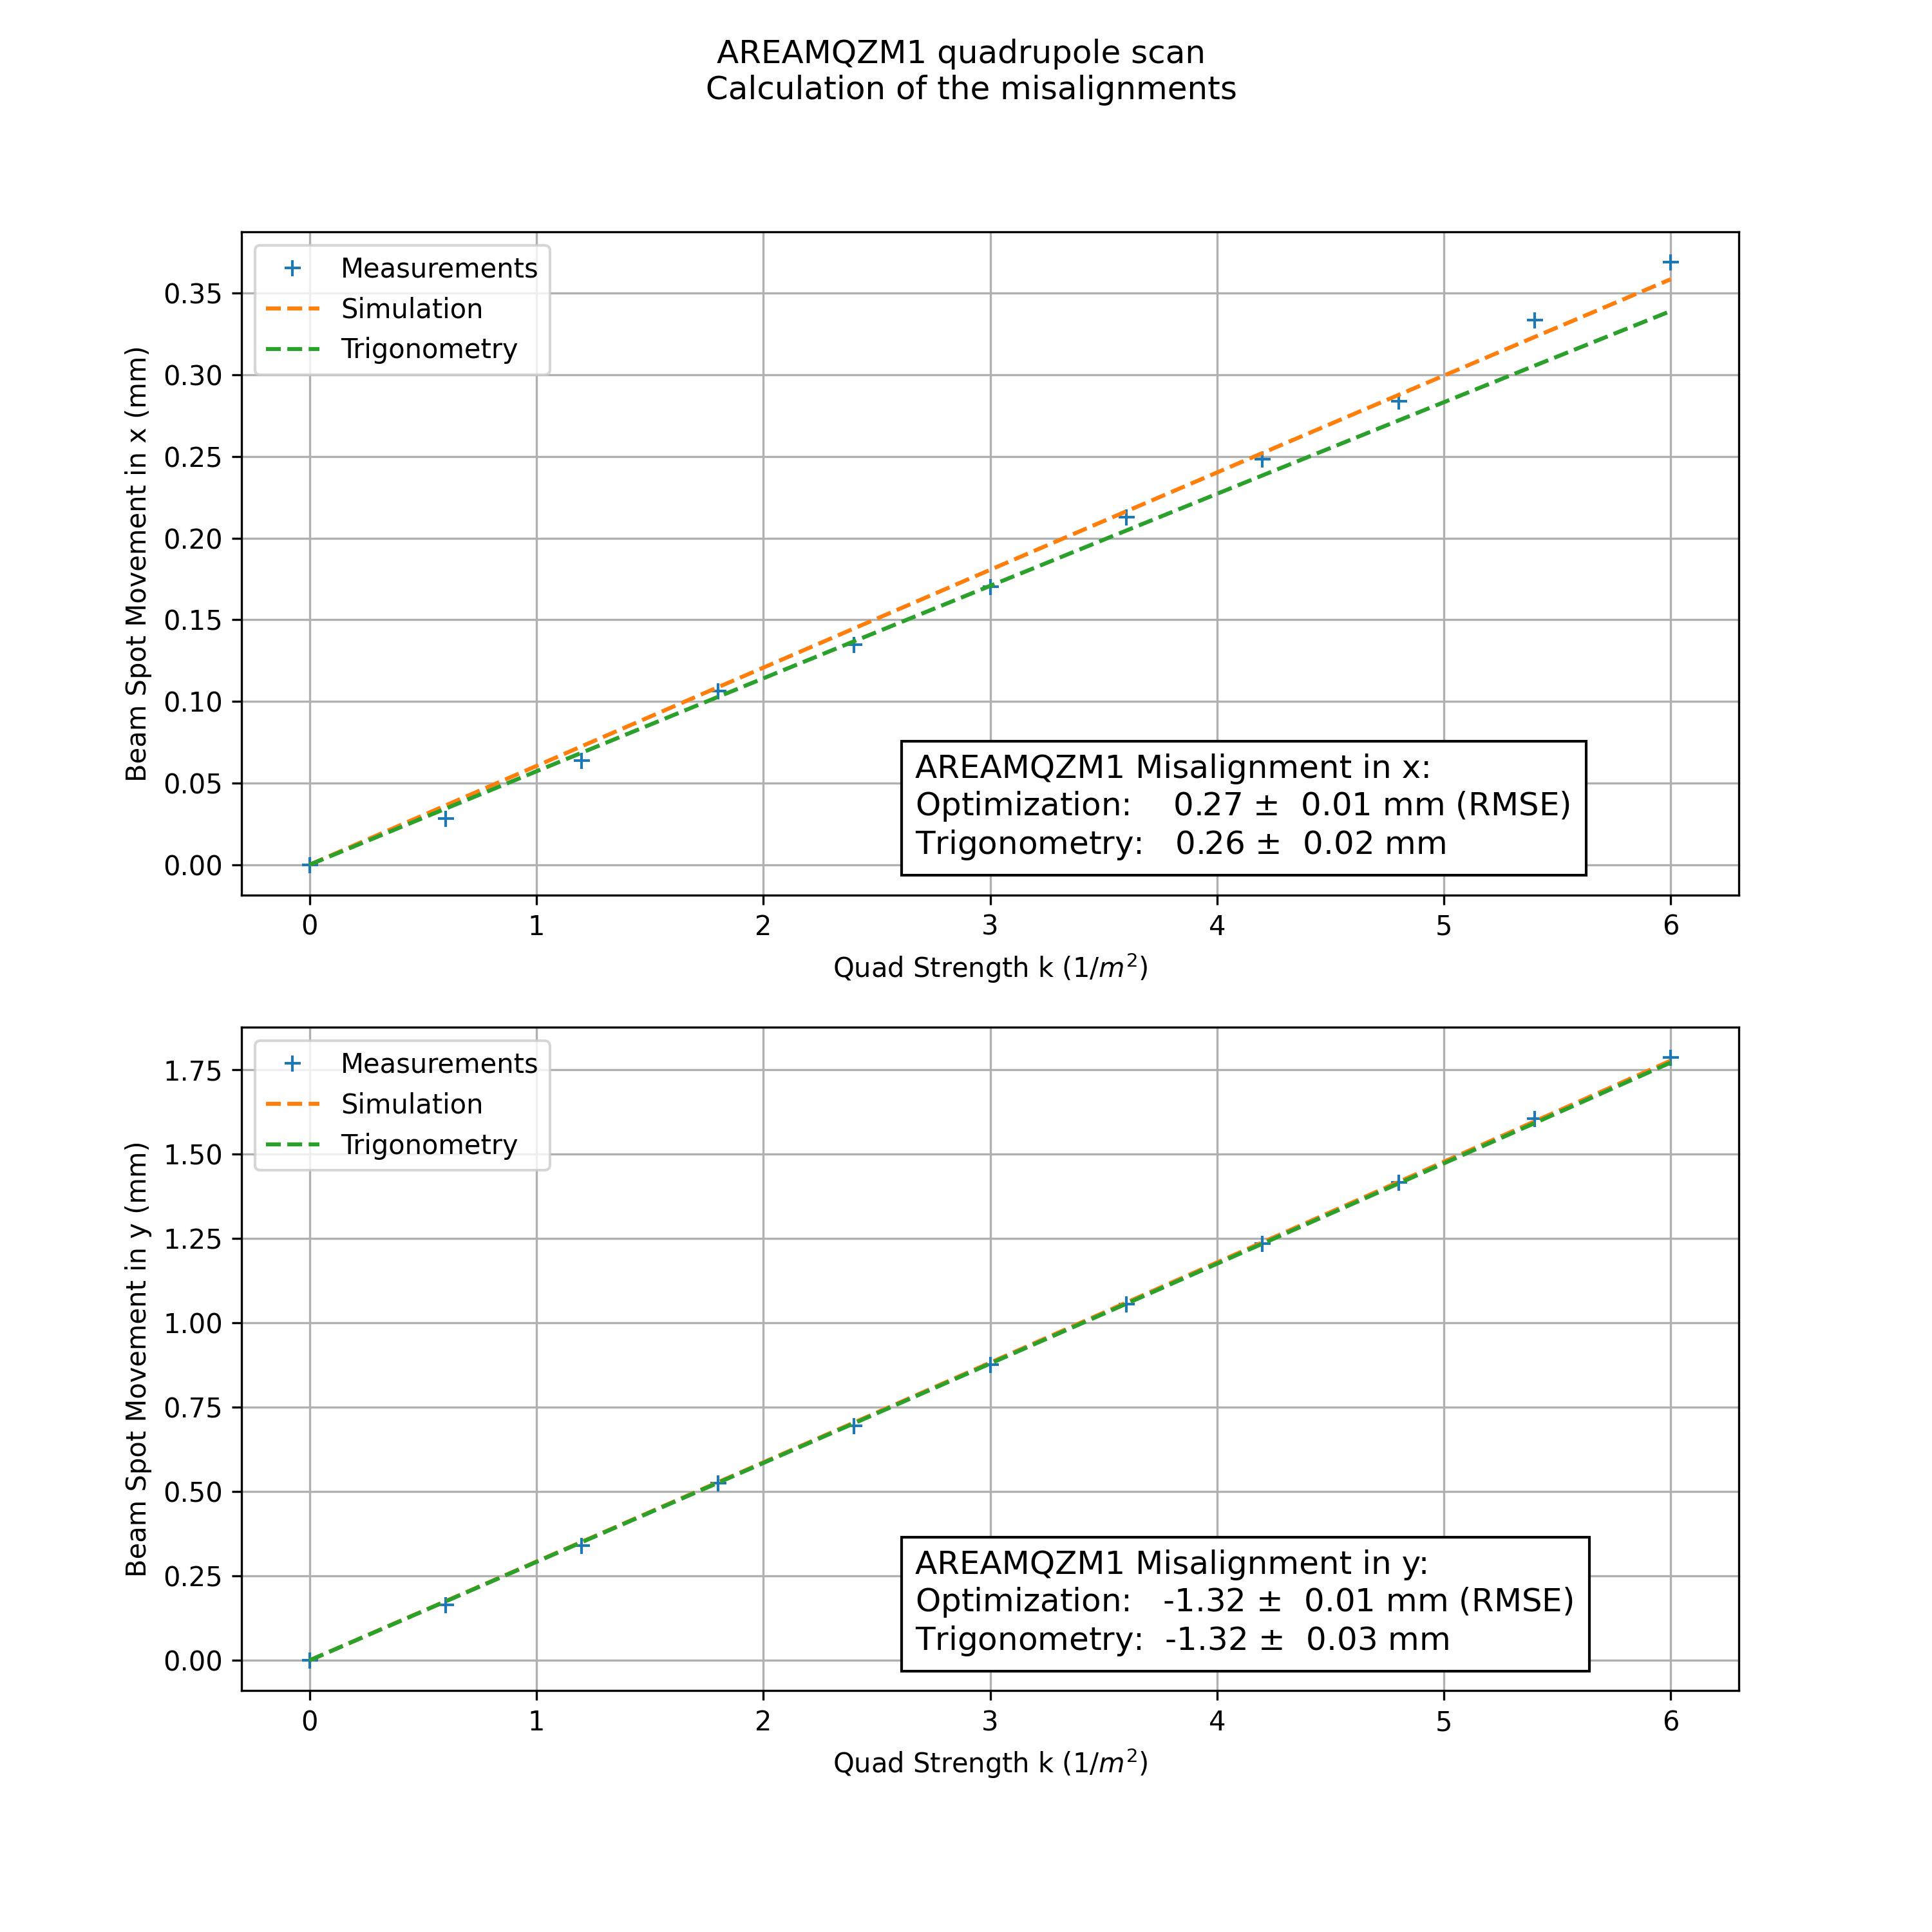 AREAMQZM1 quadrupole scan
Calculation of the misalignments
Measurements
Simulation
Trigonometry
Beam Spot Movement in x (mm)
0.35
0.30
0.25
0.20
0.15
0.10
0.05
0.00
AREAMQZM1 Misalignment in x:
Optimization: 0.27 ± 0.01 mm (RMSE)
Trigonometry: 0.26 ± 0.02 mm
0 1 2 3 4 5 6
Quad Strength k (1/m²)
Measurements
Simulation
Trigonometry
Beam Spot Movement in y (mm)
1.75
1.50
1.25
1.00
0.75
0.50
0.25
0.00
AREAMQZM1 Misalignment in y:
Optimization: -1.32 ± 0.01 mm (RMSE)
Trigonometry: -1.32 ± 0.03 mm
0 1 2 3 4 5 6
Quad Strength k (1/m²)